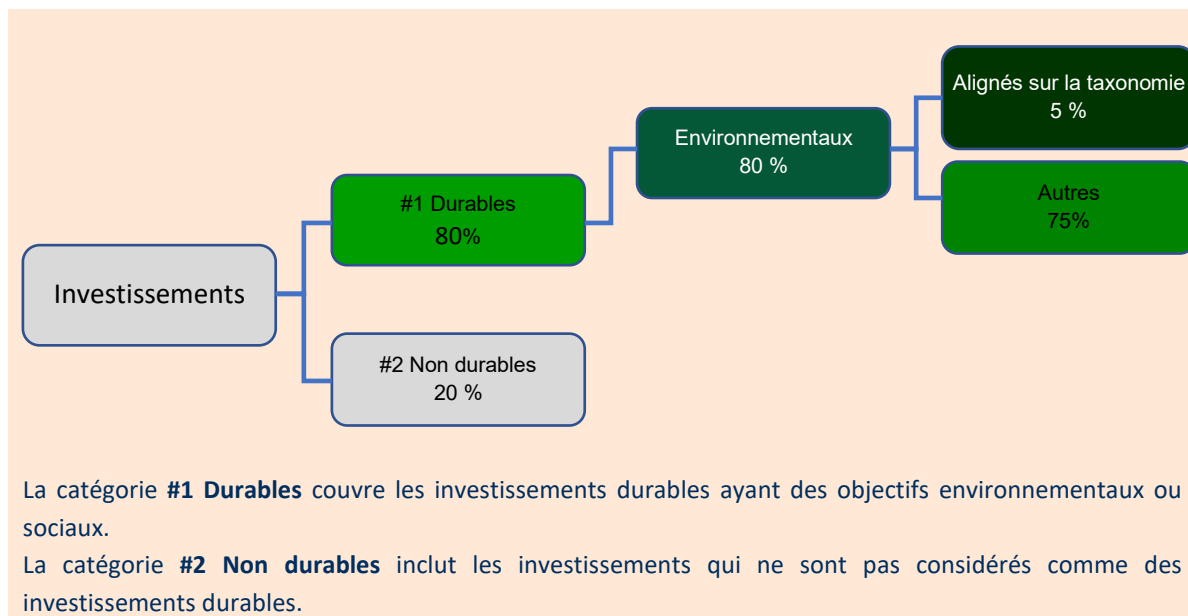 Alignés sur la taxonomie
5 %
Environnementaux
80 %
#1 Durables
80%
Autres
75%
Investissements
#2 Non durables
20 %
La catégorie #1 Durables couvre les investissements durables ayant des objectifs environnementaux ou
sociaux.
La catégorie #2 Non durables inclut les investissements qui ne sont pas considérés comme des
investissements durables.